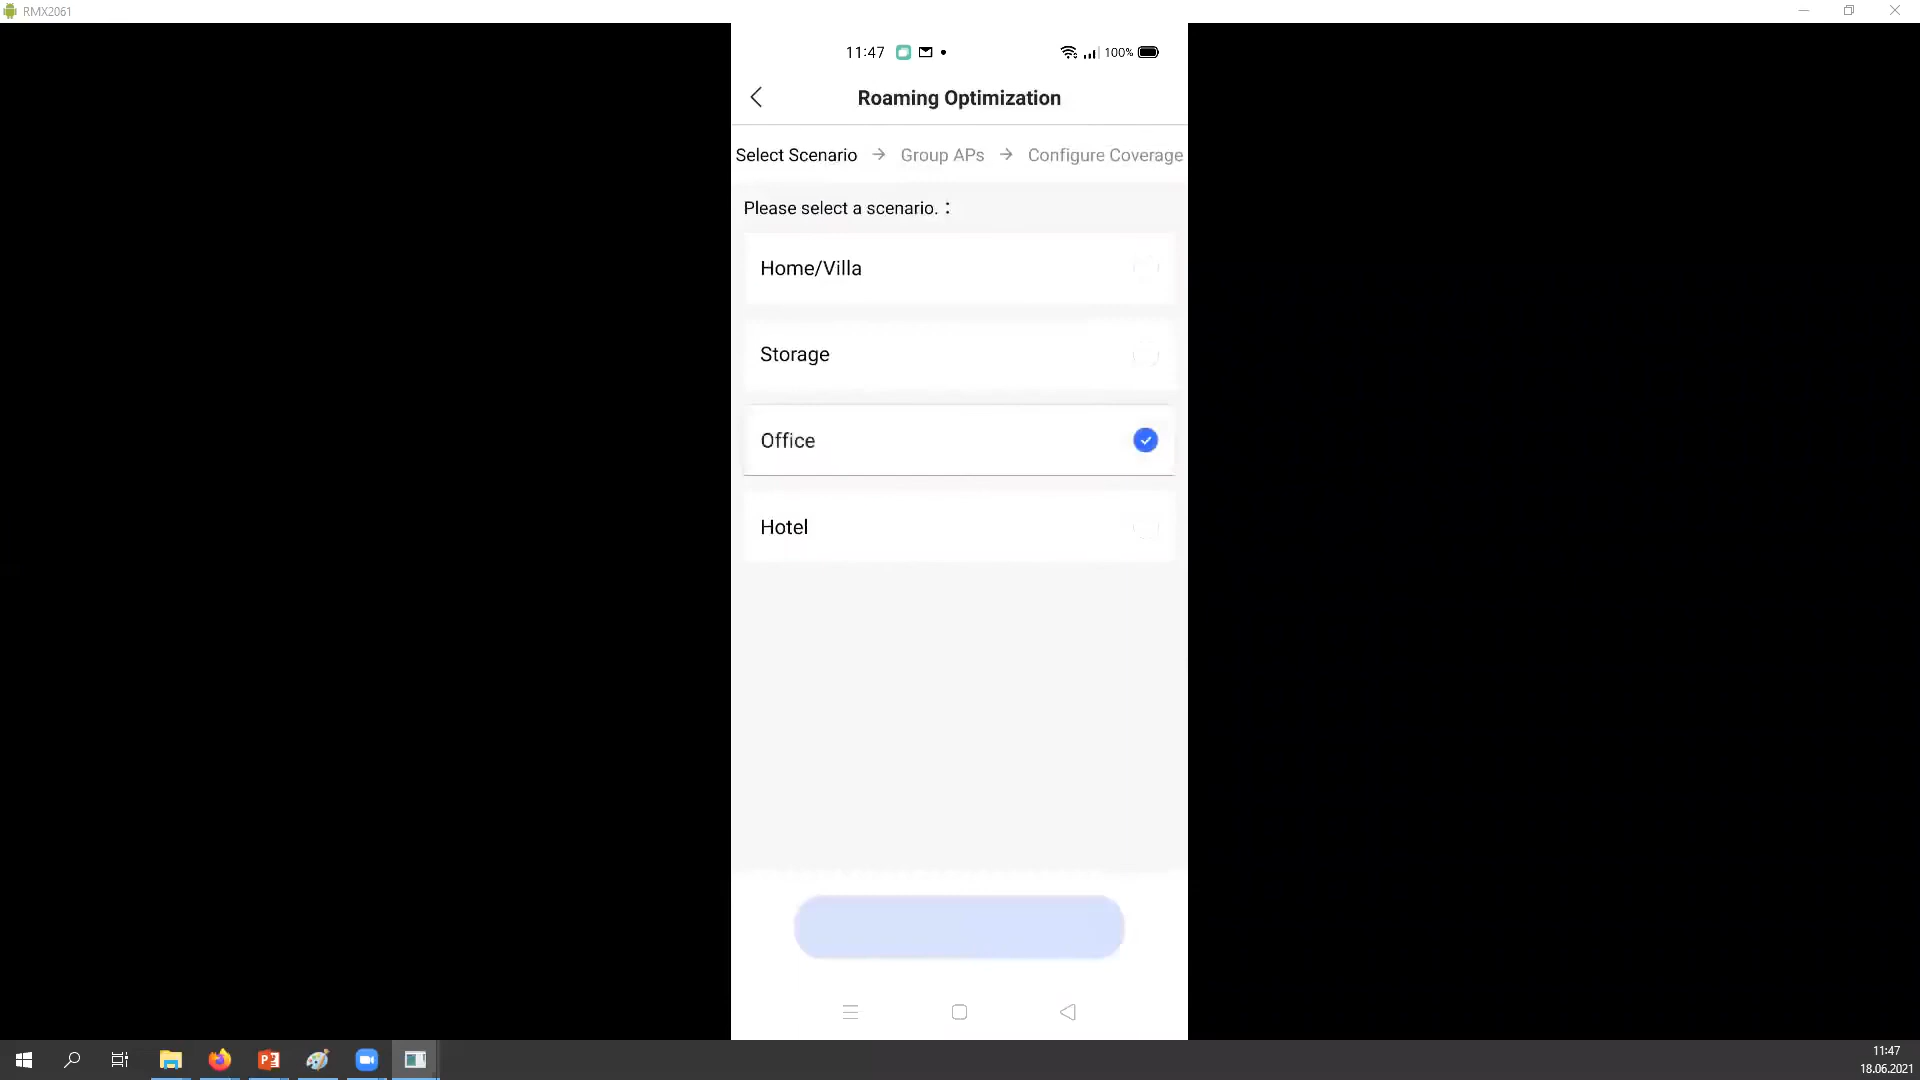 RMX2061
11:47
100%
Roaming Optimization
Select Scenario → Group APs → Configure Coverage
Please select a scenario. :
Home/Villa
Storage
Office
Hotel
11:47
18.06.2021